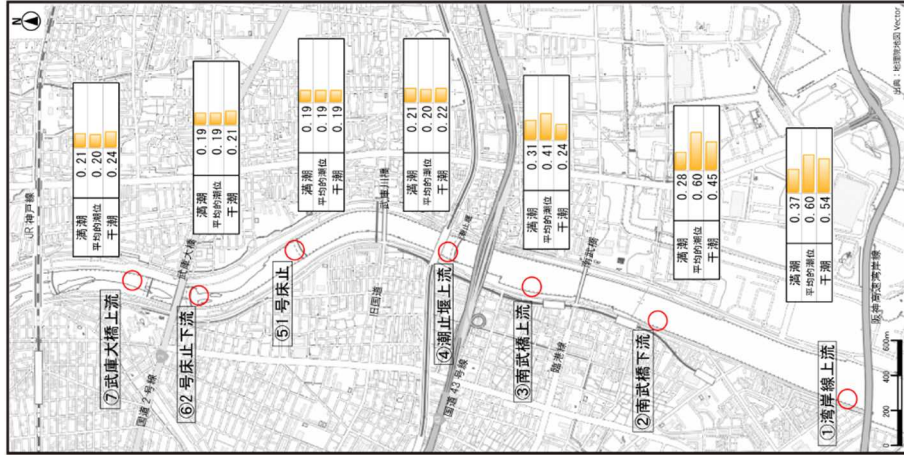 JR神戸線
⑦武庫大橋上流
満潮 0.21
平均的潮位 0.20
干潮 0.24
武庫大橋
国道2号線
⑥2号床止下流
満潮 0.19
平均的潮位 0.19
干潮 0.21
⑤1号床止
満潮 0.19
平均的潮位 0.19
干潮 0.19
武庫川橋
旧国道
④潮止堰上流
満潮 0.21
平均的潮位 0.20
干潮 0.22
国道43号線
③南武橋上流
満潮 0.31
平均的潮位 0.41
干潮 0.24
南武橋
臨港線
②南武橋下流
満潮 0.28
平均的潮位 0.60
干潮 0.45
①湾岸線上流
満潮 0.37
平均的潮位 0.60
干潮 0.54
阪神高速湾岸線
0 200 400 600m
出典：地理院地図 Vector